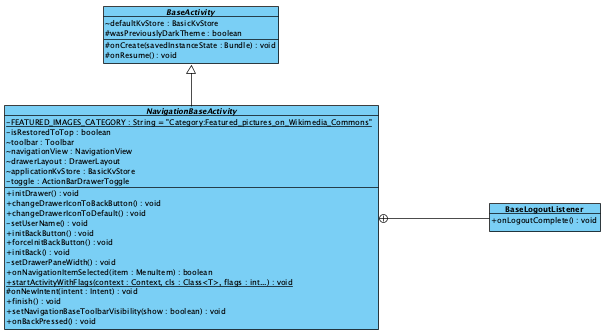 BaseActivity
~defaultKvStore : BasicKvStore
#wasPreviouslyDarkTheme : boolean
#onCreate(savedInstanceState : Bundle) : void
#onResume() : void
NavigationBaseActivity
-FEATURED_IMAGES_CATEGORY : String = "Category:Featured_pictures_on_Wikimedia_Commons"
-isRestoredToTop : boolean
~toolbar : Toolbar
~navigationView : NavigationView
~drawerLayout : DrawerLayout
~applicationKvStore : BasicKvStore
-toggle : ActionBarDrawerToggle
+initDrawer() : void
+changeDrawerIconToBackButton() : void
+changeDrawerIconToDefault() : void
-setUserName() : void
+initBackButton() : void
+forceInitBackButton() : void
+initBack() : void
-setDrawerPaneWidth() : void
+onNavigationItemSelected(item : MenuItem) : boolean
+startActivityWithFlags(context : Context, cls : Class<T>, flags : int...) : void
#onNewIntent(intent : Intent) : void
+finish() : void
+setNavigationBaseToolbarVisibility(show : boolean) : void
+onBackPressed() : void
BaseLogoutListener
+onLogoutComplete() : void